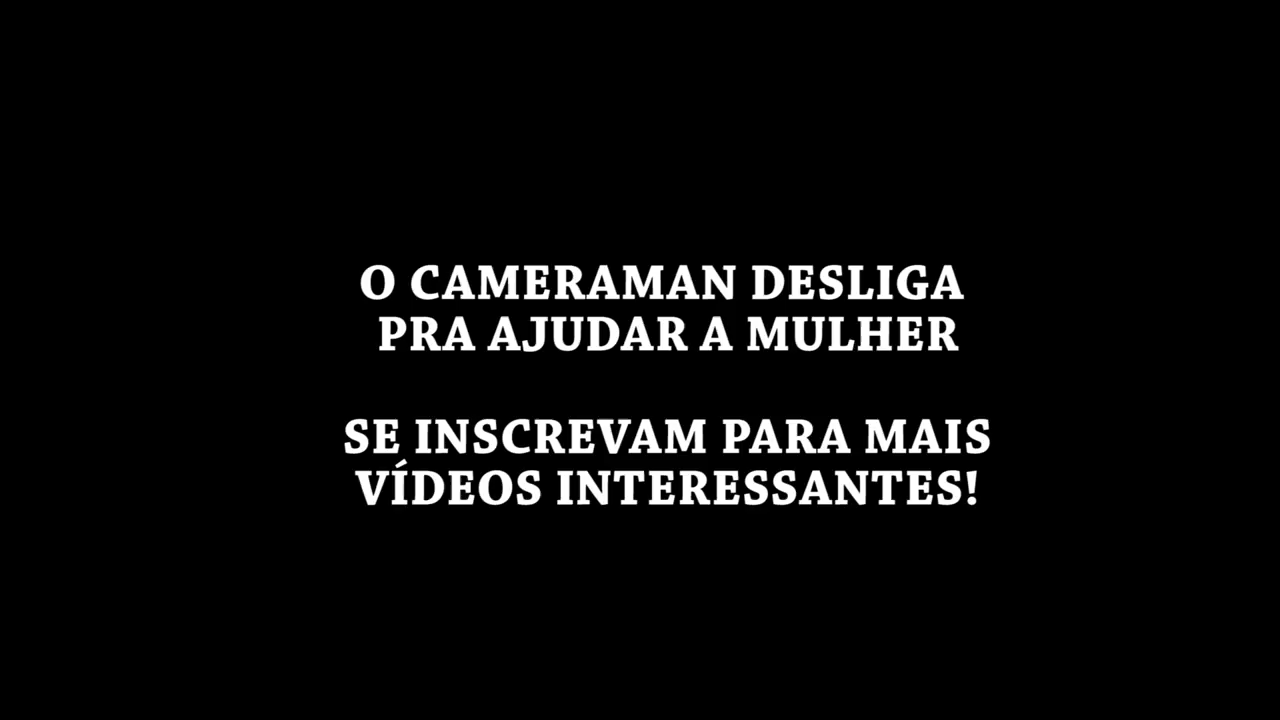 O CAMERAMAN DESLIGA
PRA AJUDAR A MULHER
SE INSCREVAM PARA MAIS
VÍDEOS INTERESSANTES!